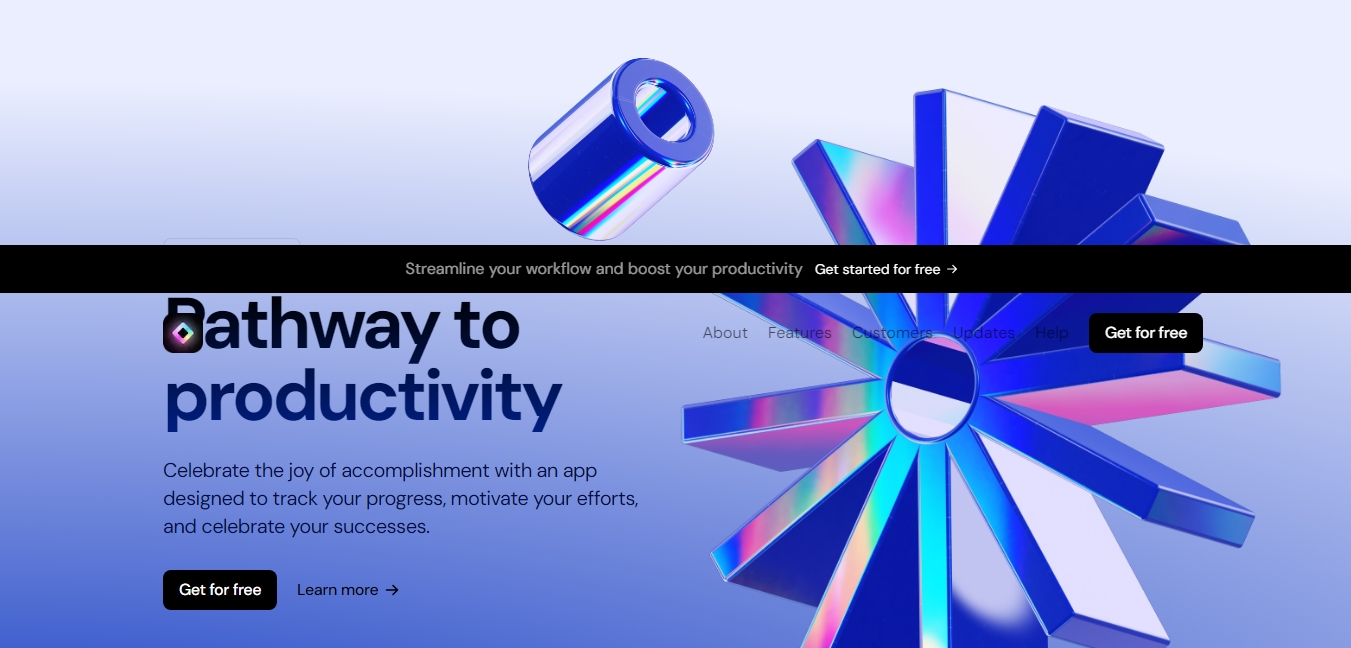 Streamline your workflow and boost your productivity Get started for free →
Pathway to
About Features Customers Updates Help Get for free
productivity
Celebrate the joy of accomplishment with an app
designed to track your progress, motivate your efforts,
and celebrate your successes.
Get for free Learn more →